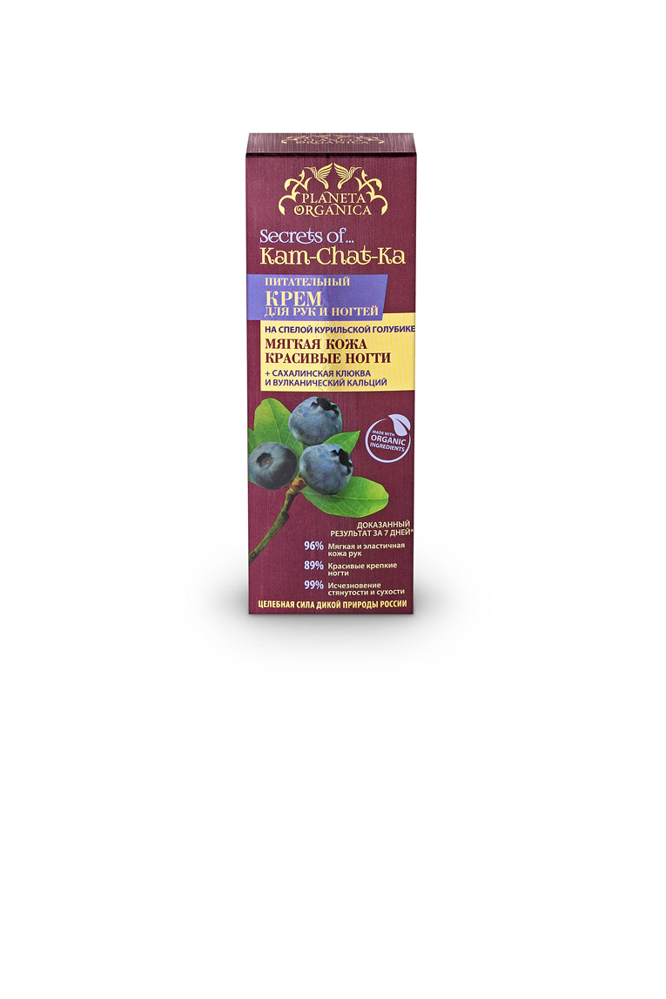 PLANETA
ORGANICA
Secrets of...
Kam-Chat-Ka
ПИТАТЕЛЬНЫЙ
КРЕМ
ДЛЯ РУК И НОГТЕЙ
НА СПЕЛОЙ КУРИЛЬСКОЙ ГОЛУБИКЕ
МЯГКАЯ КОЖА
КРАСИВЫЕ НОГТИ
+ САХАЛИНСКАЯ КЛЮКВА
И ВУЛКАНИЧЕСКИЙ КАЛЬЦИЙ
MADE WITH
ORGANIC
INGREDIENTS
ДОКАЗАННЫЙ
РЕЗУЛЬТАТ ЗА 7 ДНЕЙ*
96% Мягкая и эластичная
кожа рук
89% Красивые крепкие
ногти
99% Исчезновение
стянутости и сухости
ЦЕЛЕБНАЯ СИЛА ДИКОЙ ПРИРОДЫ РОССИИ